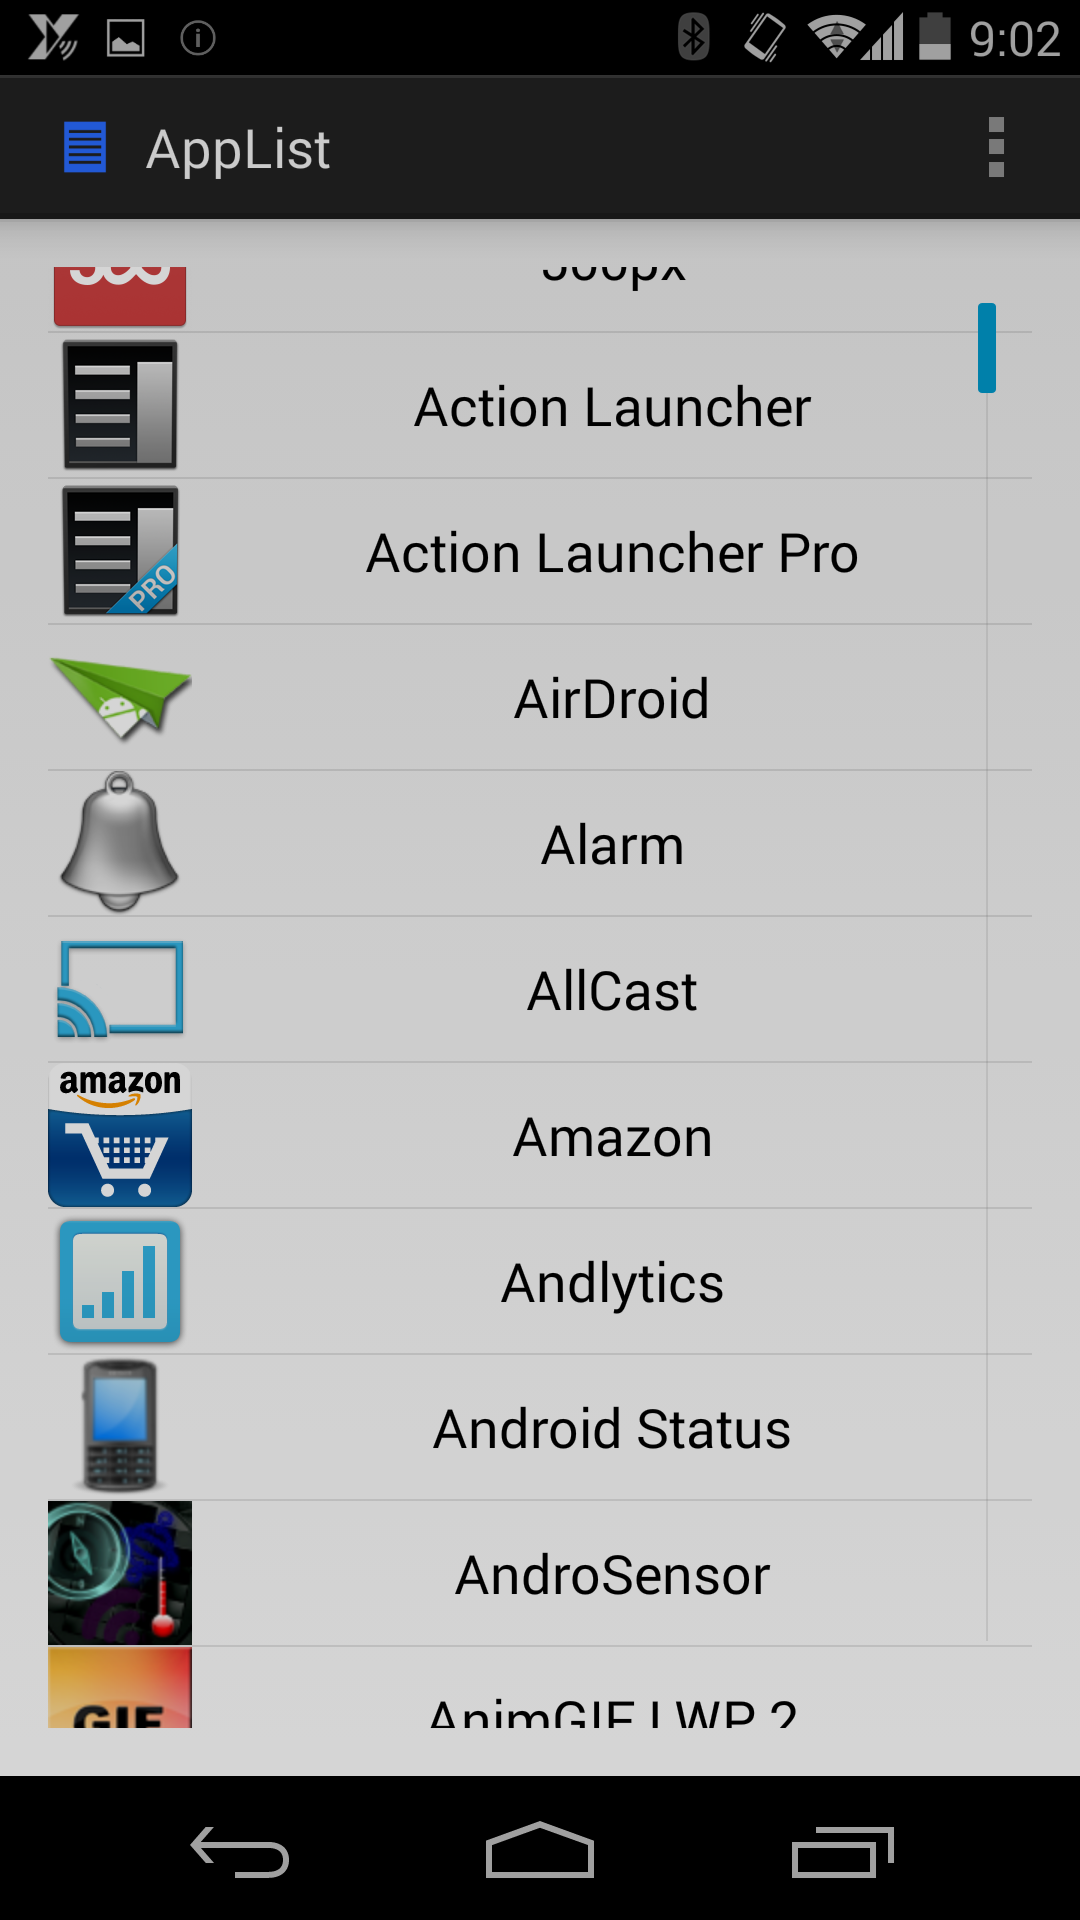 9:02
AppList
500px
Action Launcher
PRO
Action Launcher Pro
AirDroid
Alarm
AllCast
amazon
Amazon
Andlytics
Android Status
AndroSensor
GIF
AnimGIF LWP 2